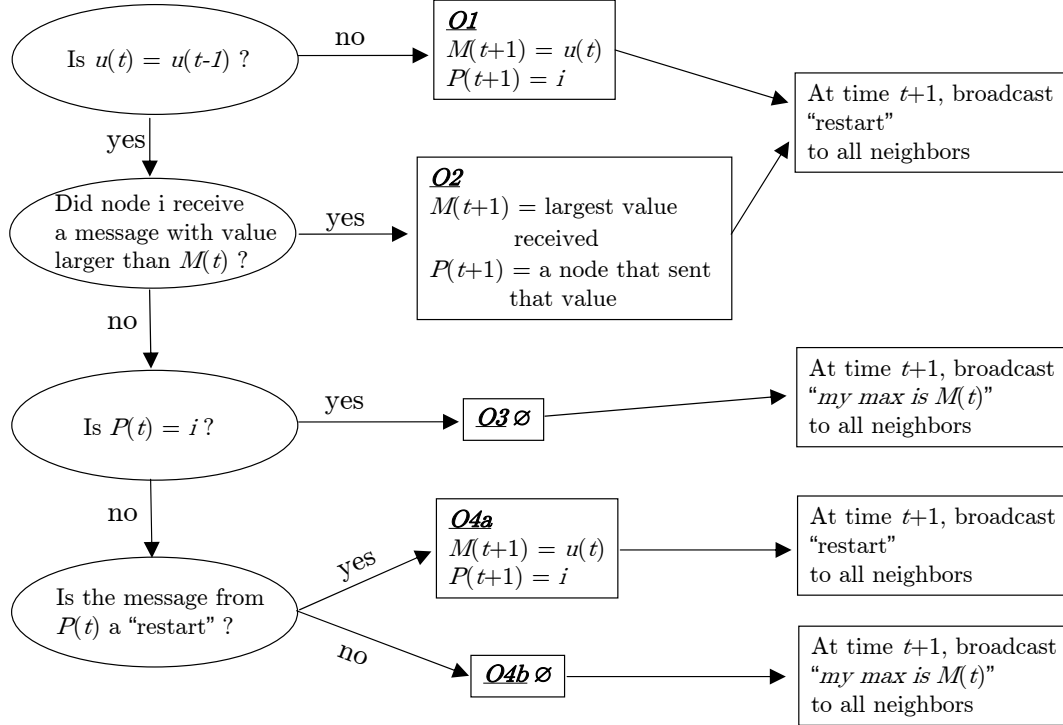 Is u(t) = u(t-1) ?
no
O1
M(t+1) = u(t)
P(t+1) = i
At time t+1, broadcast
“restart”
to all neighbors
yes
Did node i receive
a message with value
larger than M(t) ?
yes
O2
M(t+1) = largest value
received
P(t+1) = a node that sent
that value
no
Is P(t) = i ?
yes
O3 ∅
At time t+1, broadcast
“my max is M(t)”
to all neighbors
no
Is the message from
P(t) a “restart” ?
yes
O4a
M(t+1) = u(t)
P(t+1) = i
At time t+1, broadcast
“restart”
to all neighbors
no
O4b ∅
At time t+1, broadcast
“my max is M(t)”
to all neighbors